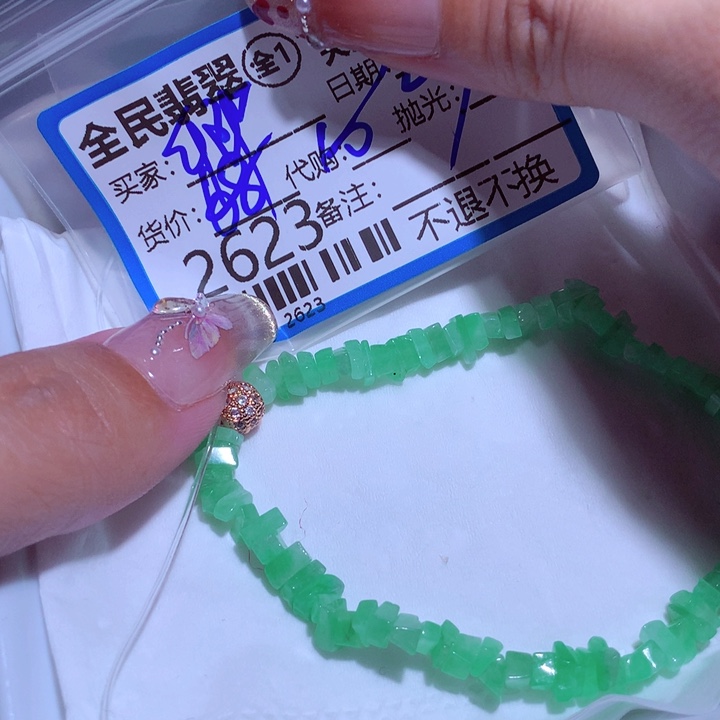 全民翡翠 全1
日期:
买家: 代购: 抛光:
货价: 备注:
2623 不退不换
2623